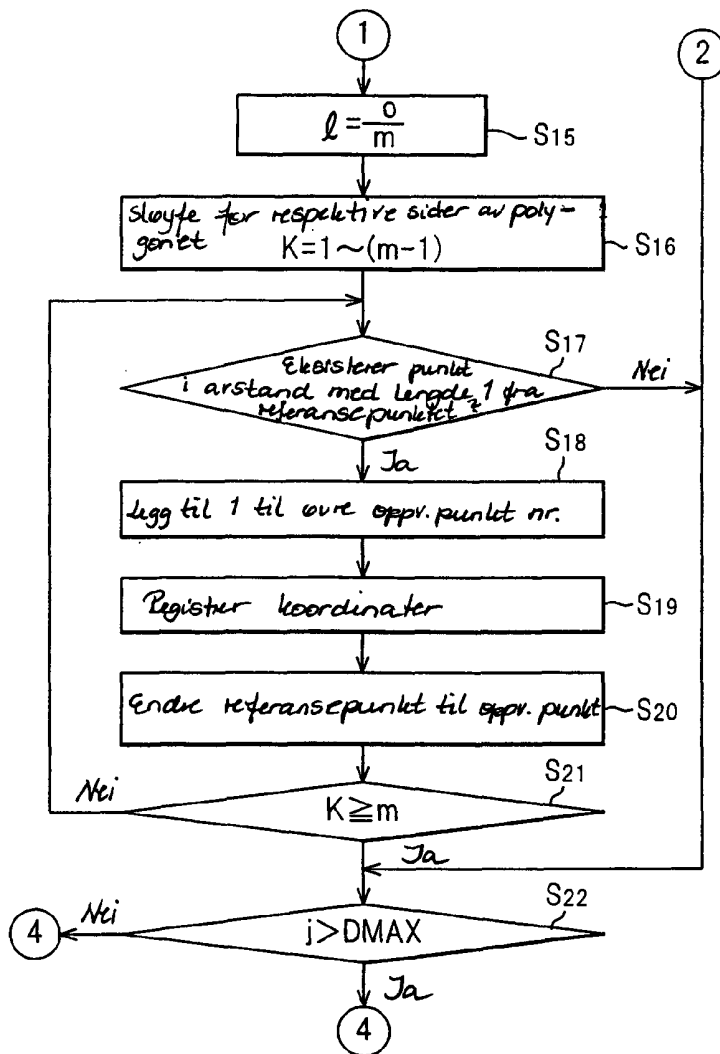 1
2
ℓ = o/m
S15
Sløyfe for respektive sider av poly-
gonet
K=1~(m−1)
S16
S17
Eksisterer punkt
i avstand med lengde 1 fra
referansepunktet?
Nei
Ja
S18
Legg til 1 til øvre oppr. punkt nr.
Registrer koordinater
S19
Endre referansepunkt til oppr. punkt
S20
S21
Nei
K≧m
Ja
S22
Nei
4
j>DMAX
Ja
4